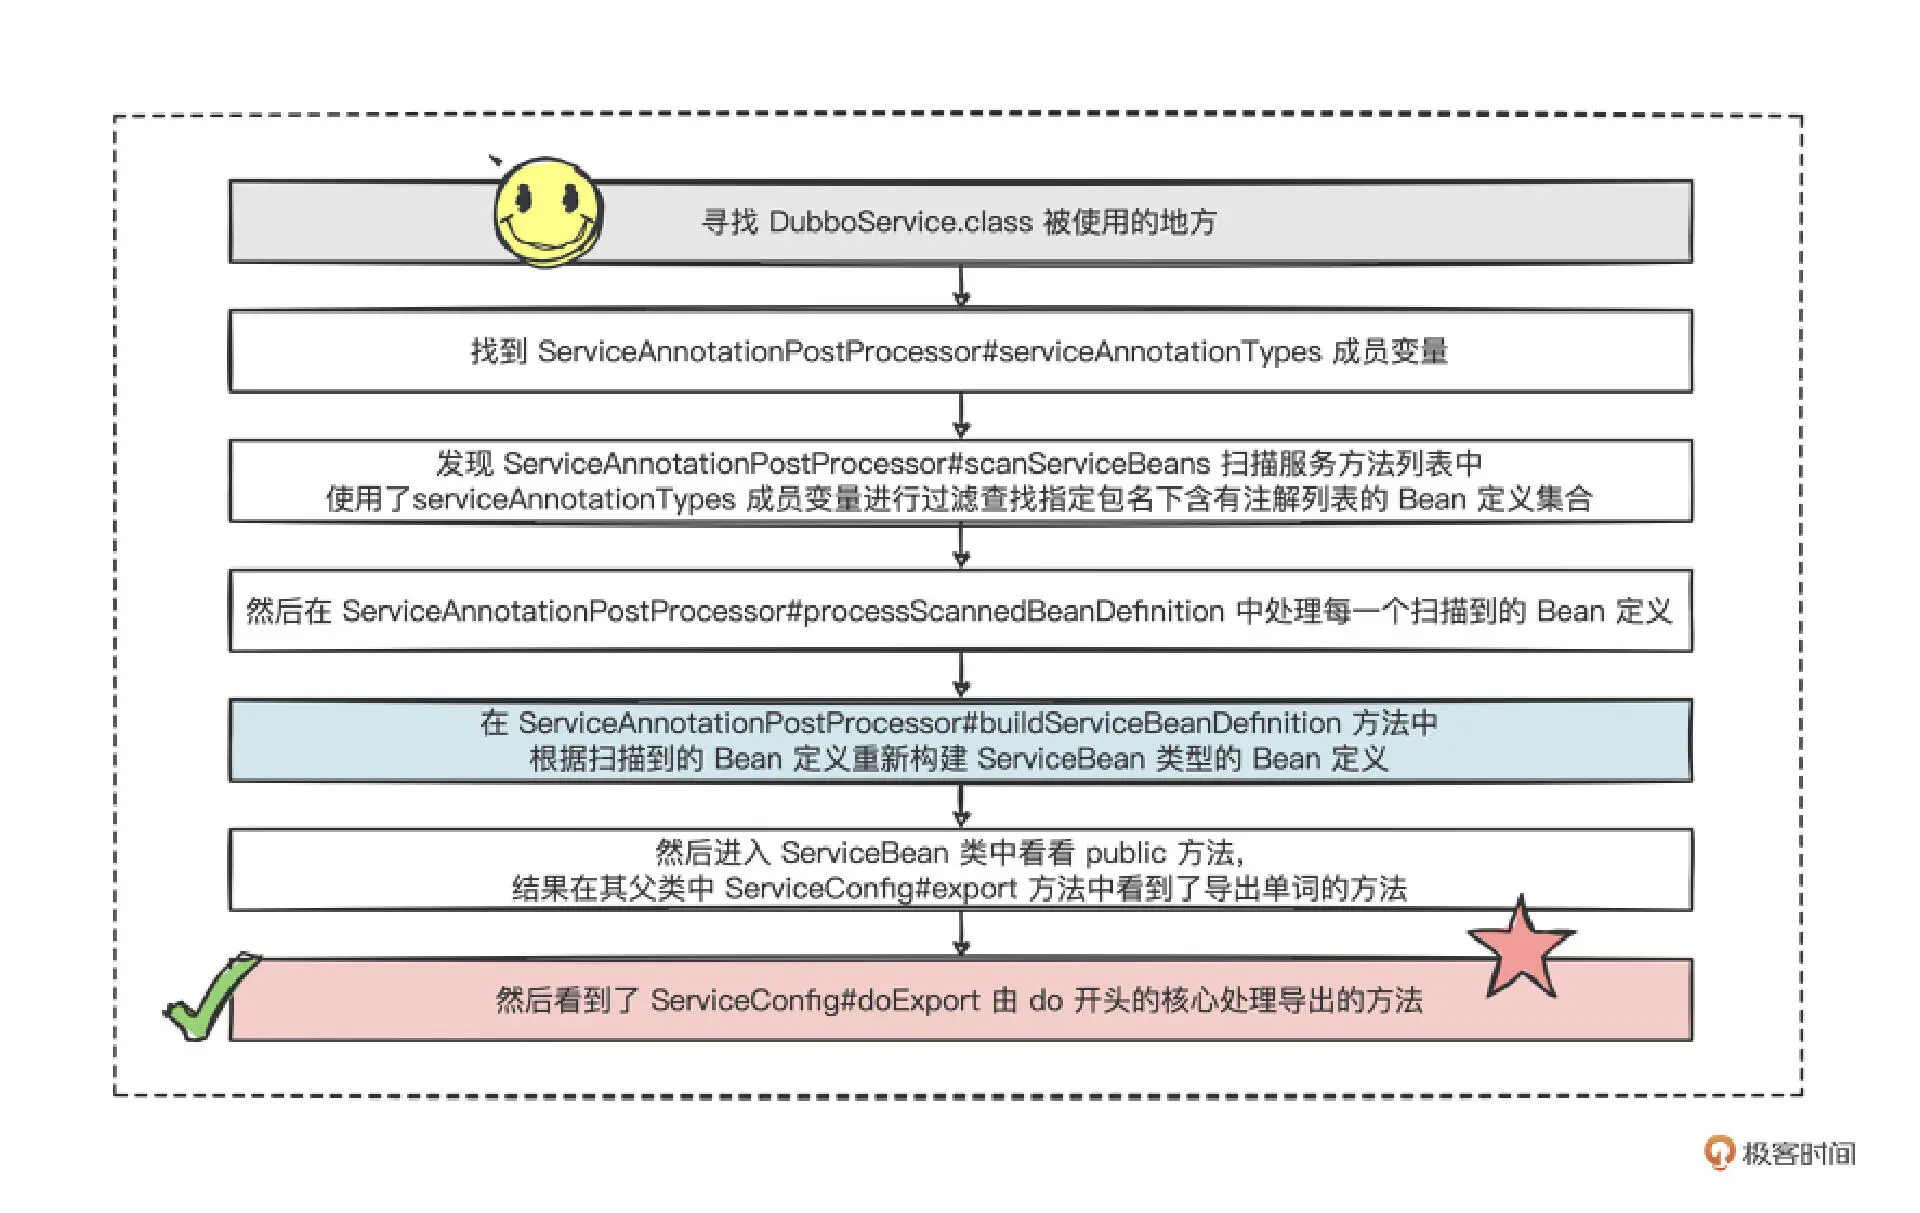 寻找 DubboService.class 被使用的地方
找到 ServiceAnnotationPostProcessor#serviceAnnotationTypes 成员变量
发现 ServiceAnnotationPostProcessor#scanServiceBeans 扫描服务方法列表中
使用了serviceAnnotationTypes 成员变量进行过滤查找指定包名下含有注解列表的 Bean 定义集合
然后在 ServiceAnnotationPostProcessor#processScannedBeanDefinition 中处理每一个扫描到的 Bean 定义
在 ServiceAnnotationPostProcessor#buildServiceBeanDefinition 方法中
根据扫描到的 Bean 定义重新构建 ServiceBean 类型的 Bean 定义
然后进入 ServiceBean 类中看看 public 方法,
结果在其父类中 ServiceConfig#export 方法中看到了导出单词的方法
然后看到了 ServiceConfig#doExport 由 do 开头的核心处理导出的方法
极客时间